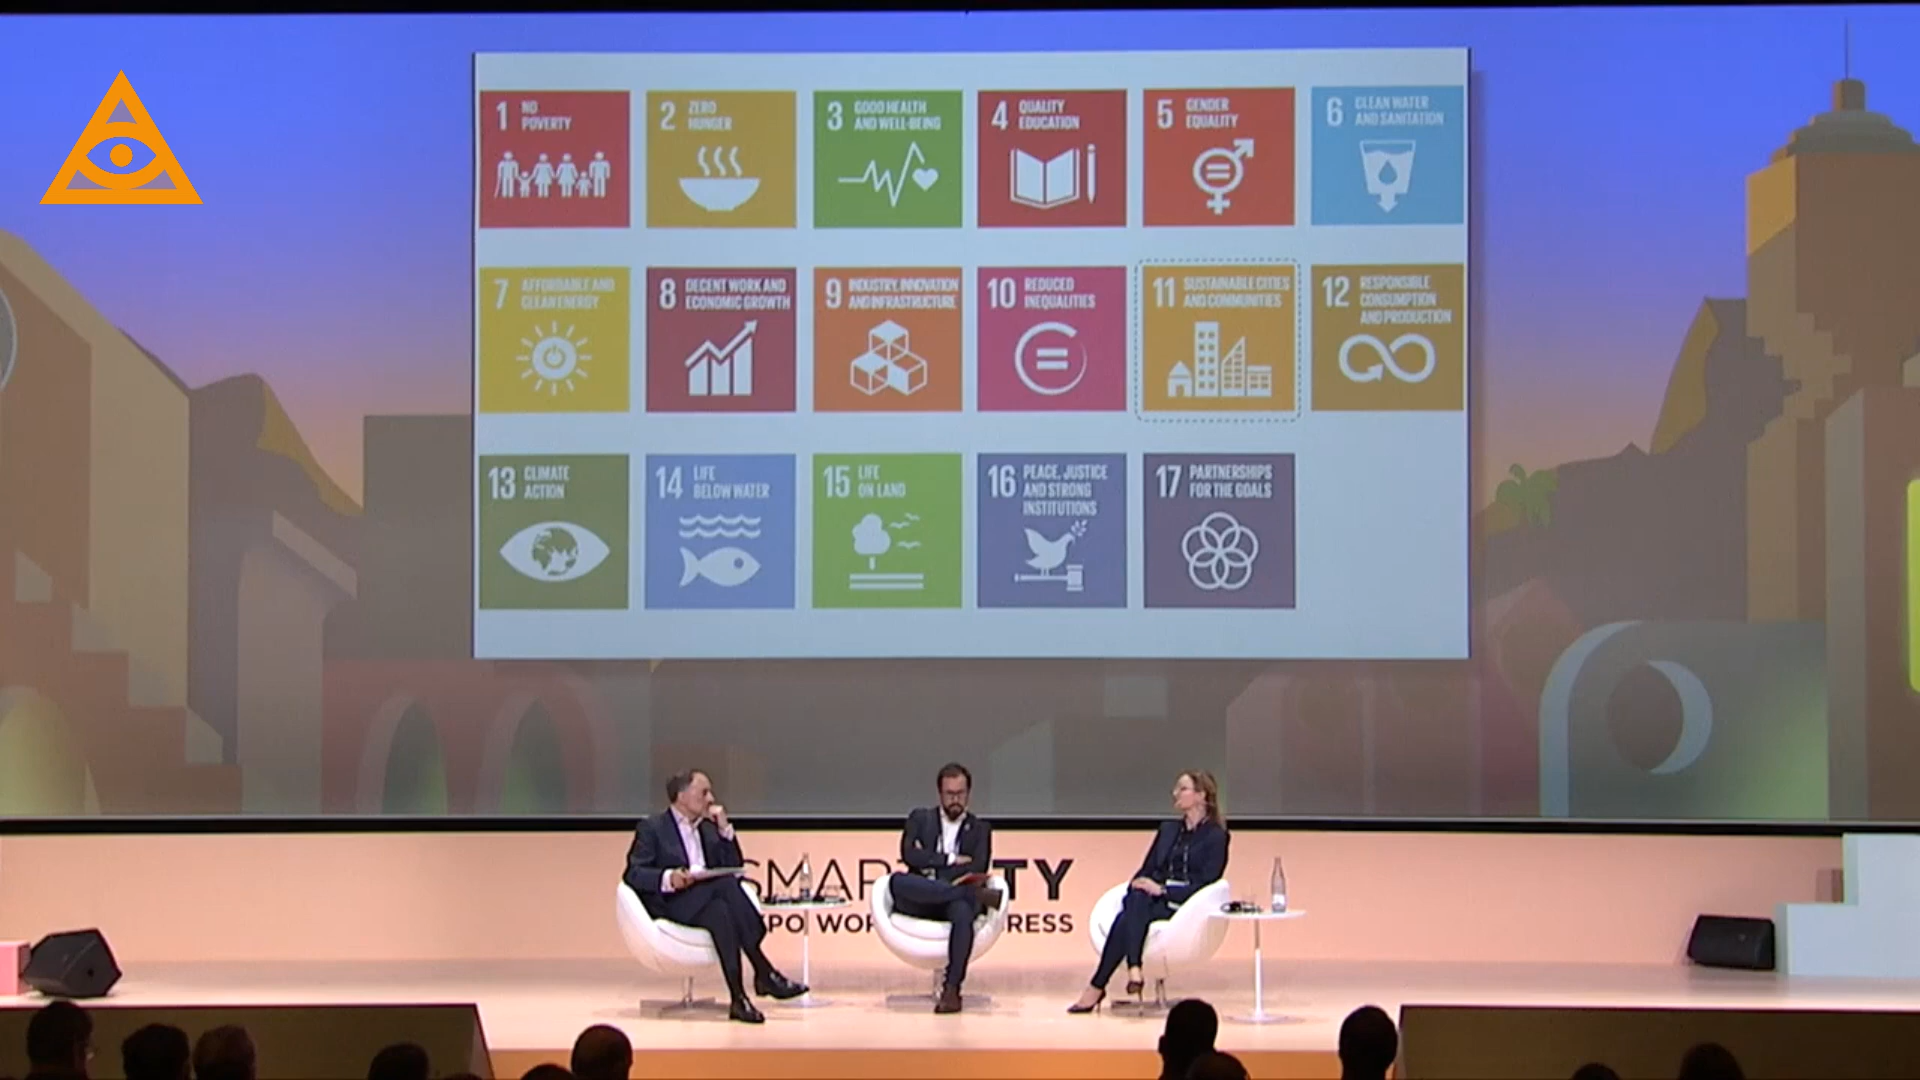 1 NO
POVERTY
2 ZERO
HUNGER
3 GOOD HEALTH
AND WELL-BEING
4 QUALITY
EDUCATION
5 GENDER
EQUALITY
6 CLEAN WATER
AND SANITATION
7 AFFORDABLE AND
CLEAN ENERGY
8 DECENT WORK AND
ECONOMIC GROWTH
9 INDUSTRY, INNOVATION
AND INFRASTRUCTURE
10 REDUCED
INEQUALITIES
11 SUSTAINABLE CITIES
AND COMMUNITIES
12 RESPONSIBLE
CONSUMPTION
AND PRODUCTION
13 CLIMATE
ACTION
14 LIFE
BELOW WATER
15 LIFE
ON LAND
16 PEACE, JUSTICE
AND STRONG
INSTITUTIONS
17 PARTNERSHIPS
FOR THE GOALS
SMAR TY
XPO WOR RESS